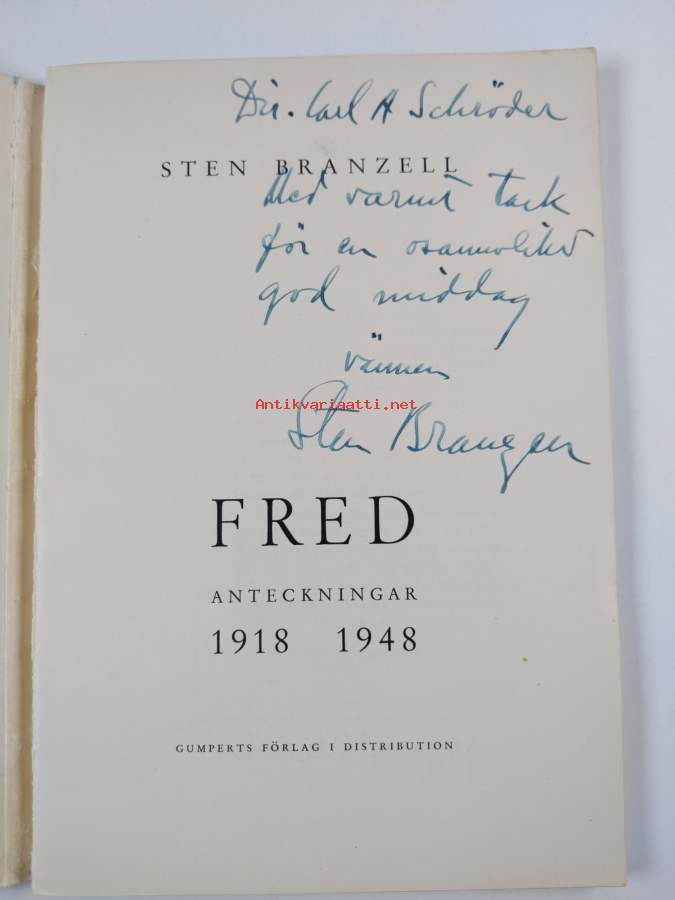 Dir. Carl A Schröder
STEN BRANZELL
Med varmt tack
för en osannolikt
god middag
vännen
Antikvariaatti.net
Sten Branzell
FRED
ANTECKNINGAR
1918 1948
GUMPERTS FÖRLAG I DISTRIBUTION